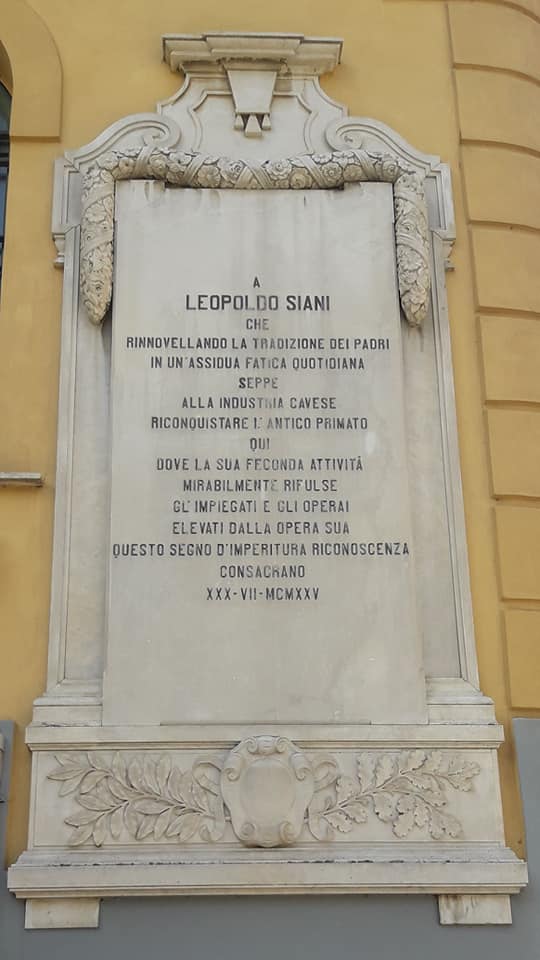 A
LEOPOLDO SIANI
CHE
RINNOVELLANDO LA TRADIZIONE DEI PADRI
IN UN'ASSIDUA FATICA QUOTIDIANA
SEPPE
ALLA INDUSTRIA CAVESE
RICONQUISTARE L'ANTICO PRIMATO
QUI
DOVE LA SUA FECONDA ATTIVITÁ
MIRABILMENTE RIFULSE
GL'IMPIEGATI E GLI OPERAI
ELEVATI DALLA OPERA SUA
QUESTO SEGNO D'IMPERITURA RICONOSCENZA
CONSACRANO
XXX-VII-MCMXXV